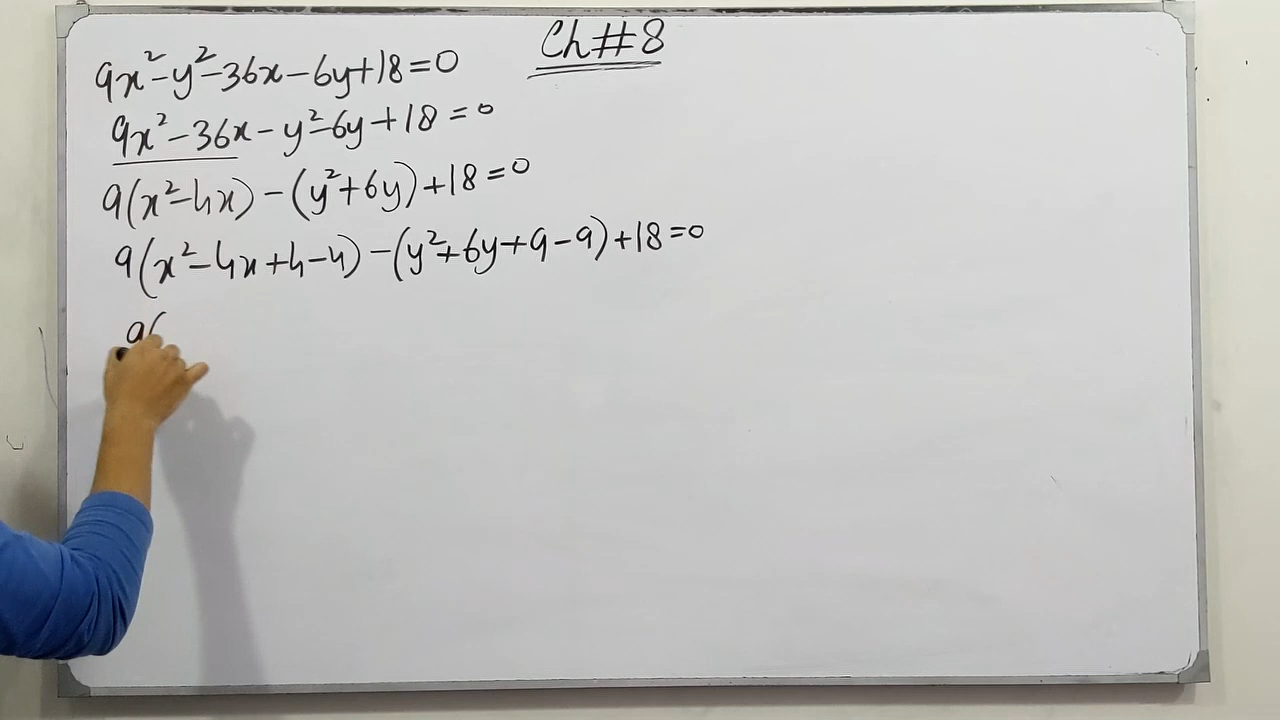 Ch#8
9x²-y²-36x-6y+18=0
9x²-36x-y²-6y+18=0
9(x²-4x)-(y²+6y)+18=0
9(x²-4x+4-4)-(y²+6y+9-9)+18=0
9(